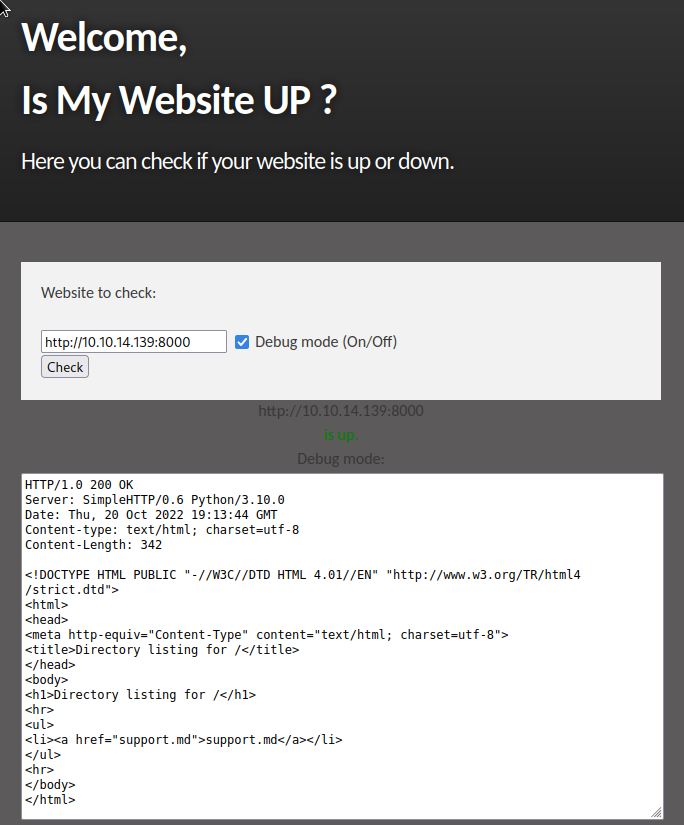 Welcome,
Is My Website UP ?
Here you can check if your website is up or down.
Website to check:
http://10.10.14.139:8000 Debug mode (On/Off)
Check
http://10.10.14.139:8000
is up.
Debug mode:
HTTP/1.0 200 OK
Server: SimpleHTTP/0.6 Python/3.10.0
Date: Thu, 20 Oct 2022 19:13:44 GMT
Content-type: text/html; charset=utf-8
Content-Length: 342

<!DOCTYPE HTML PUBLIC "-//W3C//DTD HTML 4.01//EN" "http://www.w3.org/TR/html4
/strict.dtd">
<html>
<head>
<meta http-equiv="Content-Type" content="text/html; charset=utf-8">
<title>Directory listing for /</title>
</head>
<body>
<h1>Directory listing for /</h1>
<hr>
<ul>
<li><a href="support.md">support.md</a></li>
</ul>
<hr>
</body>
</html>